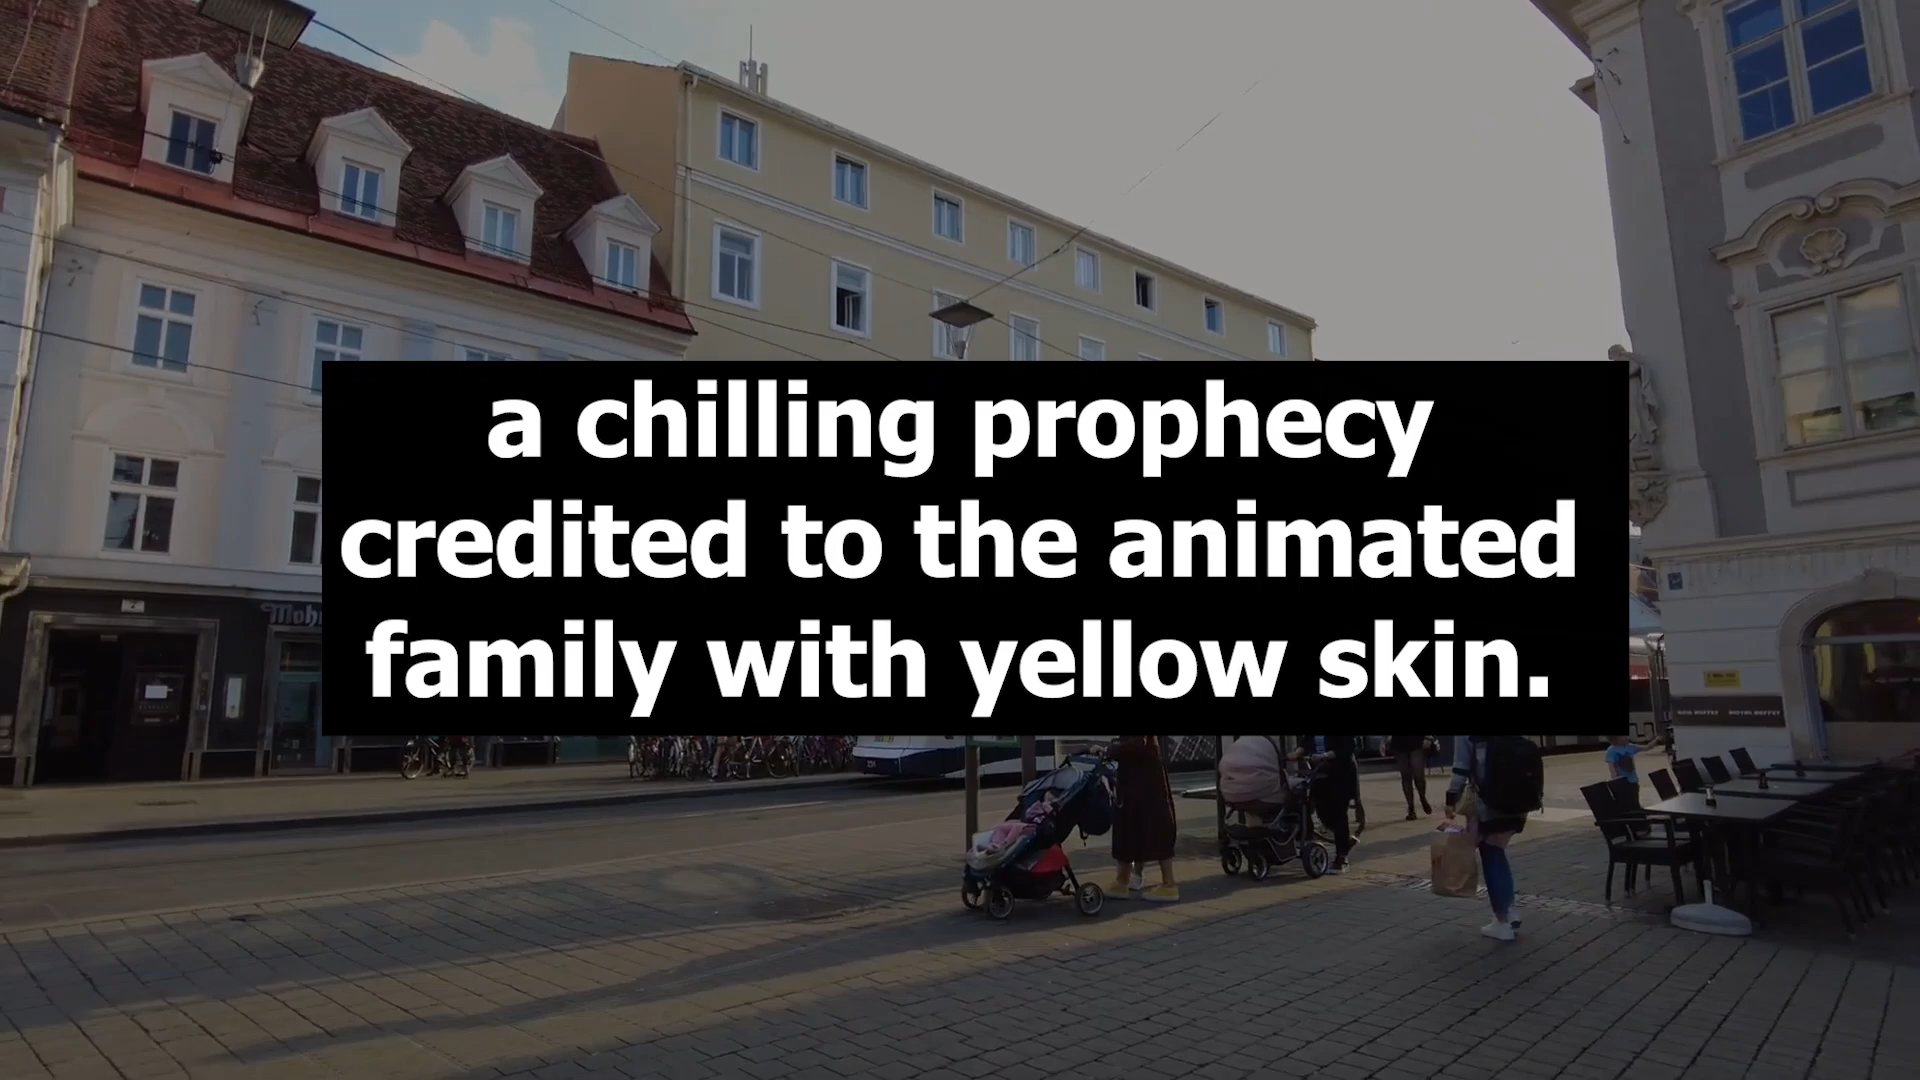 a chilling prophecy
credited to the animated
family with yellow skin.